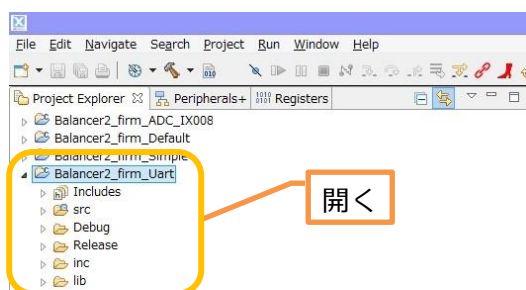 File Edit Navigate Search Project Run Window Help
Project Explorer Peripherals+ Registers
Balancer2_firm_ADC_IX008
Balancer2_firm_Default
Balancer2_firm_Simple
Balancer2_firm_Uart
Includes
src
Debug
Release
inc
lib
開く